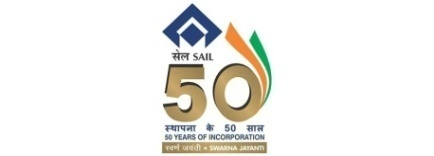 सेल SAIL
50
स्थापना के 50 साल
50 YEARS OF INCORPORATION
स्वर्ण जयंती • SWARNA JAYANTI